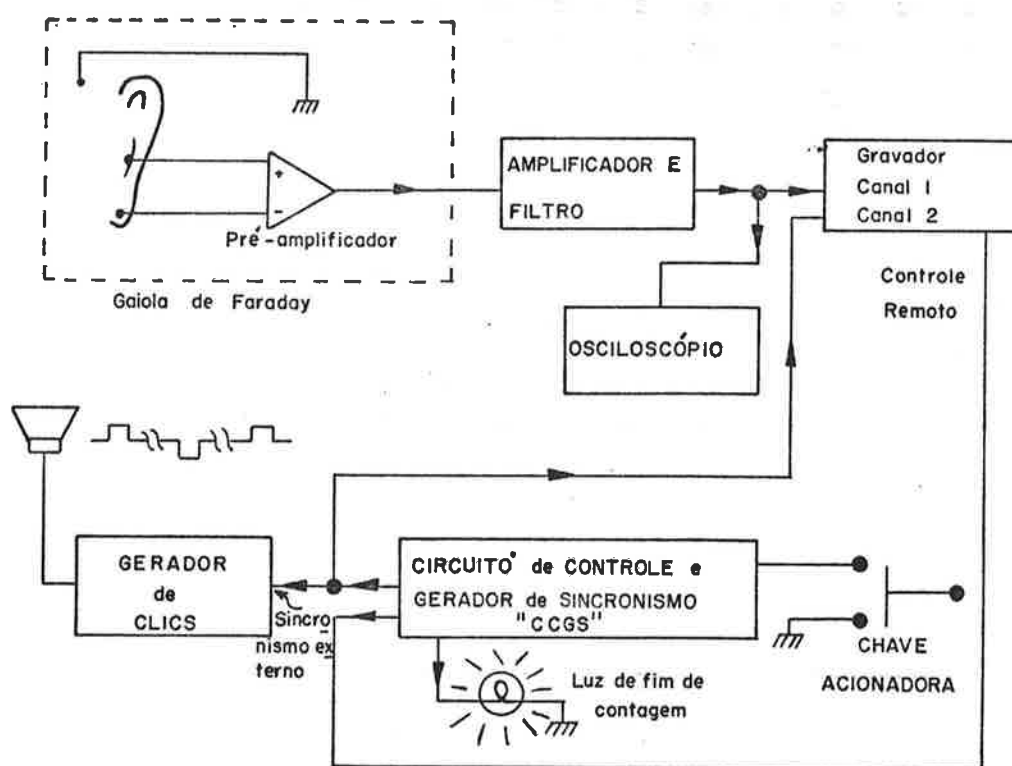 +
-
Pré-amplificador
Gaiola de Faraday
AMPLIFICADOR E
FILTRO
Gravador
Canal 1
Canal 2
Controle
Remoto
OSCILOSCÓPIO
GERADOR
de
CLICS
Sincro
nismo ex
terno
CIRCUITO de CONTROLE e
GERADOR de SINCRONISMO
"CCGS"
Luz de fim de
contagem
CHAVE
ACIONADORA